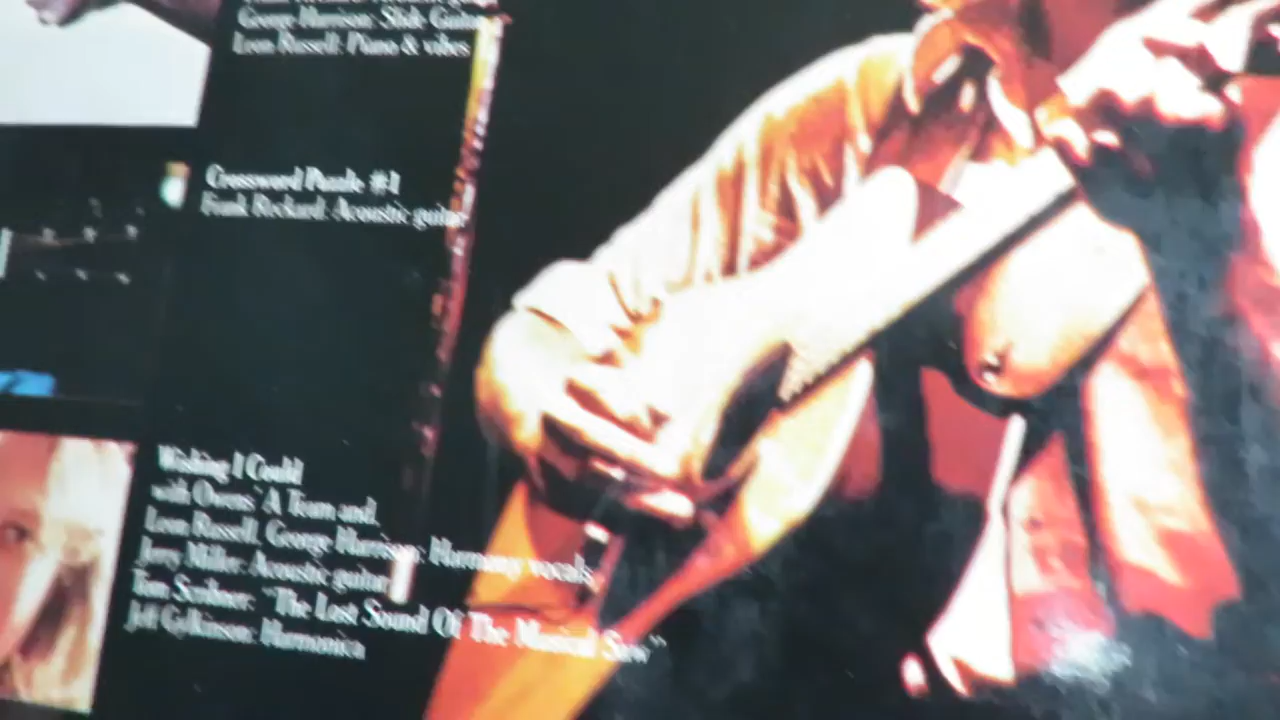 George Harrison: Slide Guitar
Leon Russell: Piano & vibes
Crossword Puzzle #1
Frank Reckard: Acoustic guitar
Wishing I Could
with Owens' A Team and,
Leon Russell, George Harrison: Harmony vocals
Jerry Miller: Acoustic guitar
Tom Scribner: "The Lost Sound Of The Musical Saw"
Jeff Gylkinson: Harmonica